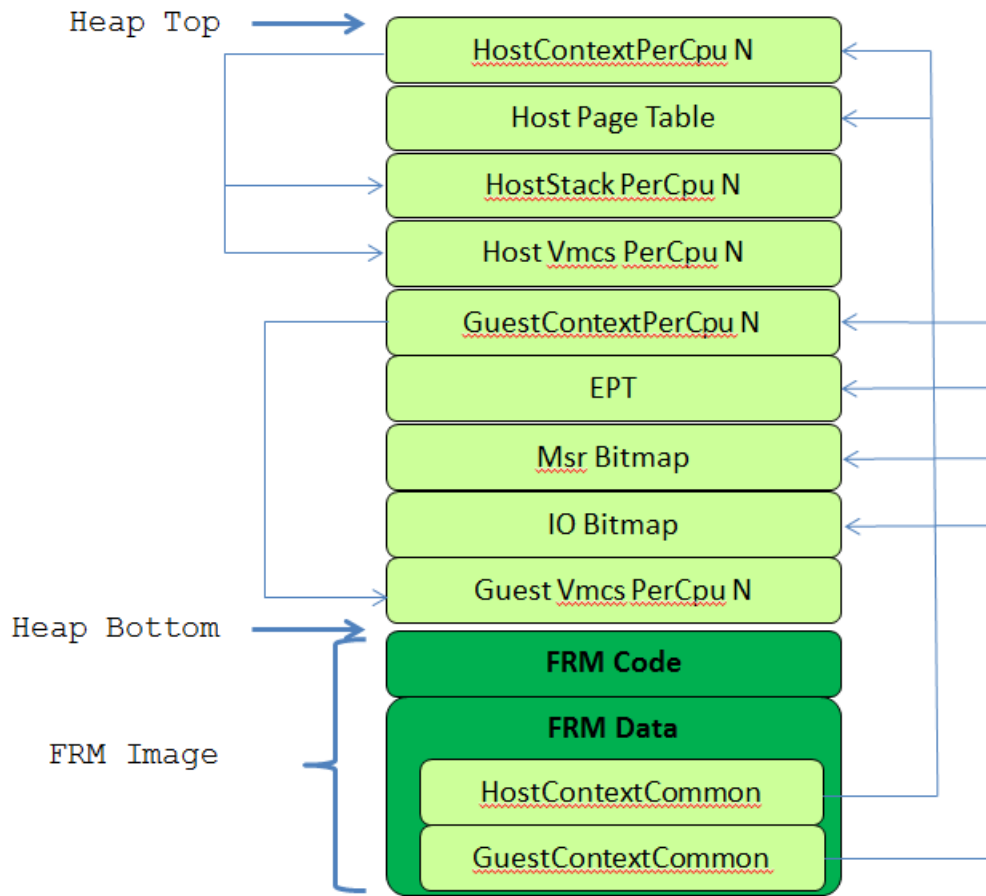 Heap Top
HostContextPerCpu N
Host Page Table
HostStack PerCpu N
Host Vmcs PerCpu N
GuestContextPerCpu N
EPT
Msr Bitmap
IO Bitmap
Guest Vmcs PerCpu N
Heap Bottom
FRM Code
FRM Data
FRM Image
HostContextCommon
GuestContextCommon